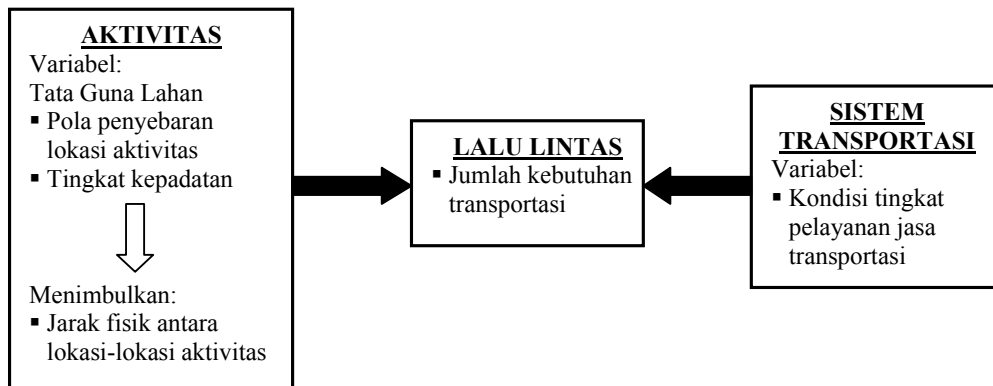 AKTIVITAS
Variabel:
Tata Guna Lahan
▪ Pola penyebaran
lokasi aktivitas
▪ Tingkat kepadatan
Menimbulkan:
▪ Jarak fisik antara
lokasi-lokasi aktivitas
LALU LINTAS
▪ Jumlah kebutuhan
transportasi
SISTEM
TRANSPORTASI
Variabel:
▪ Kondisi tingkat
pelayanan jasa
transportasi